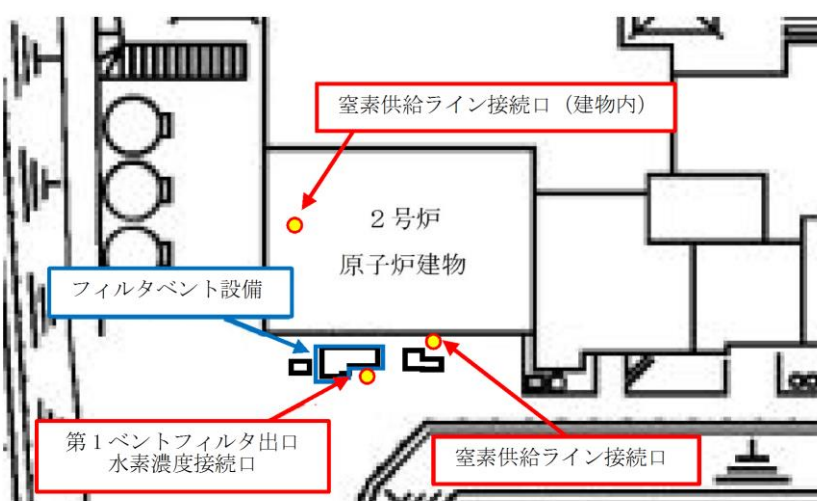 窒素供給ライン接続口（建物内）
２号炉
原子炉建物
フィルタベント設備
第１ベントフィルタ出口
水素濃度接続口
窒素供給ライン接続口